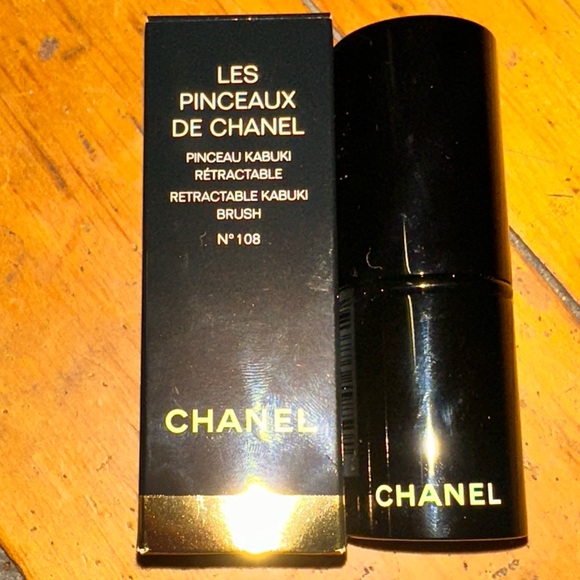 LES
PINCEAUX
DE CHANEL
PINCEAU KABUKI
RÉTRACTABLE
RETRACTABLE KABUKI
BRUSH
N°108
CHANEL
CHANEL